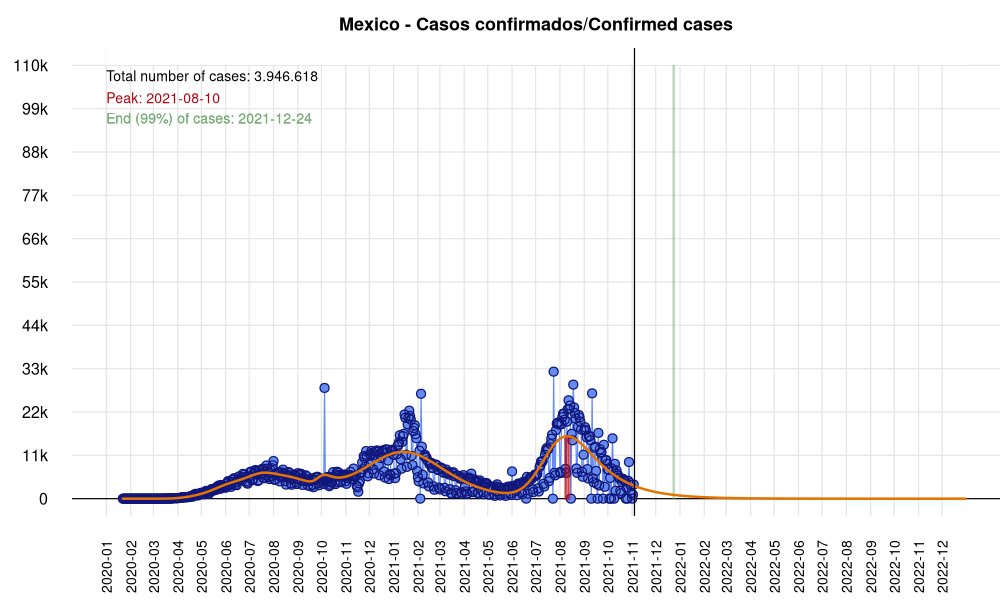 Mexico - Casos confirmados/Confirmed cases
Total number of cases: 3.946.618
Peak: 2021-08-10
End (99%) of cases: 2021-12-24
110k
99k
88k
77k
66k
55k
44k
33k
22k
11k
0
2020-01
2020-02
2020-03
2020-04
2020-05
2020-06
2020-07
2020-08
2020-09
2020-10
2020-11
2020-12
2021-01
2021-02
2021-03
2021-04
2021-05
2021-06
2021-07
2021-08
2021-09
2021-10
2021-11
2021-12
2022-01
2022-02
2022-03
2022-04
2022-05
2022-06
2022-07
2022-08
2022-09
2022-10
2022-11
2022-12